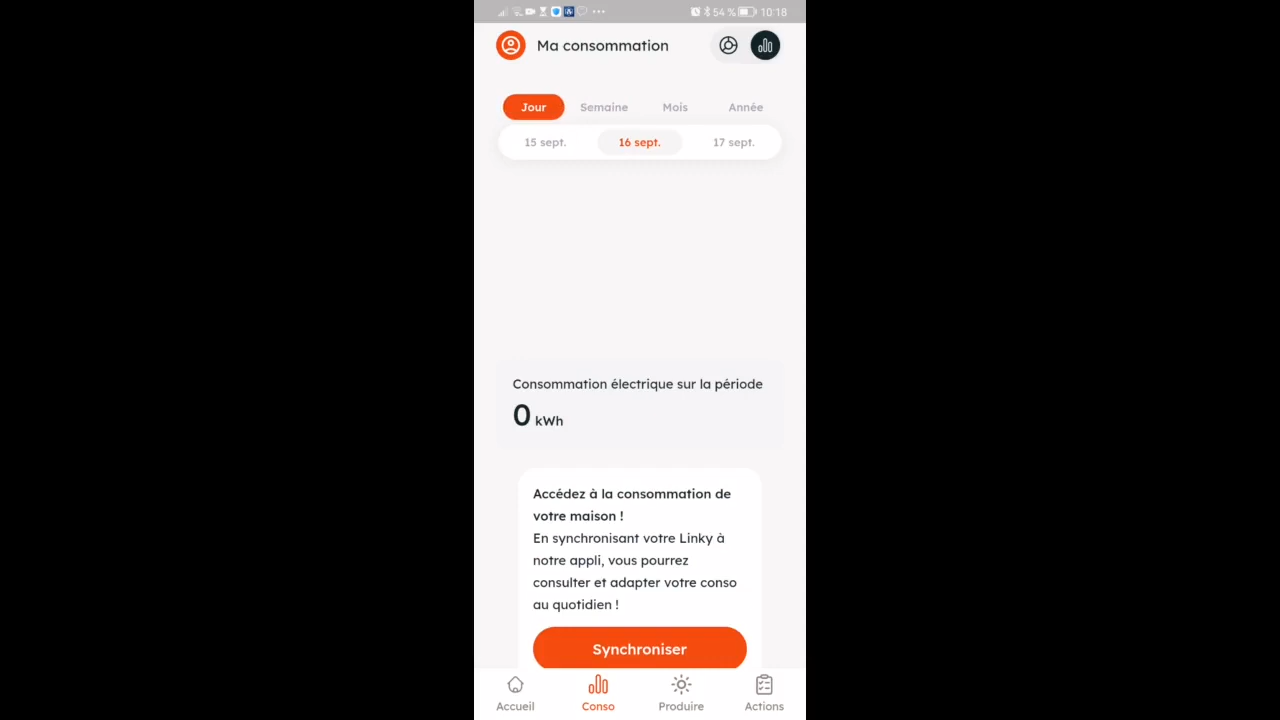 54 % 10:18
Ma consommation
Jour Semaine Mois Année
15 sept. 16 sept. 17 sept.
Consommation électrique sur la période
0 kWh
Accédez à la consommation de
votre maison !
En synchronisant votre Linky à
notre appli, vous pourrez
consulter et adapter votre conso
au quotidien !
Synchroniser
Accueil Conso Produire Actions